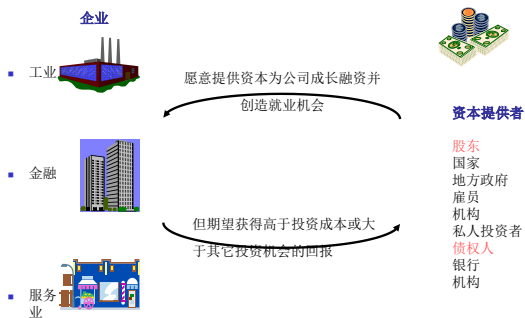 企业
工业
金融
服务
业
愿意提供资本为公司成长融资并
创造就业机会
但期望获得高于投资成本或大
于其它投资机会的回报
资本提供者
股东
国家
地方政府
雇员
机构
私人投资者
债权人
银行
机构